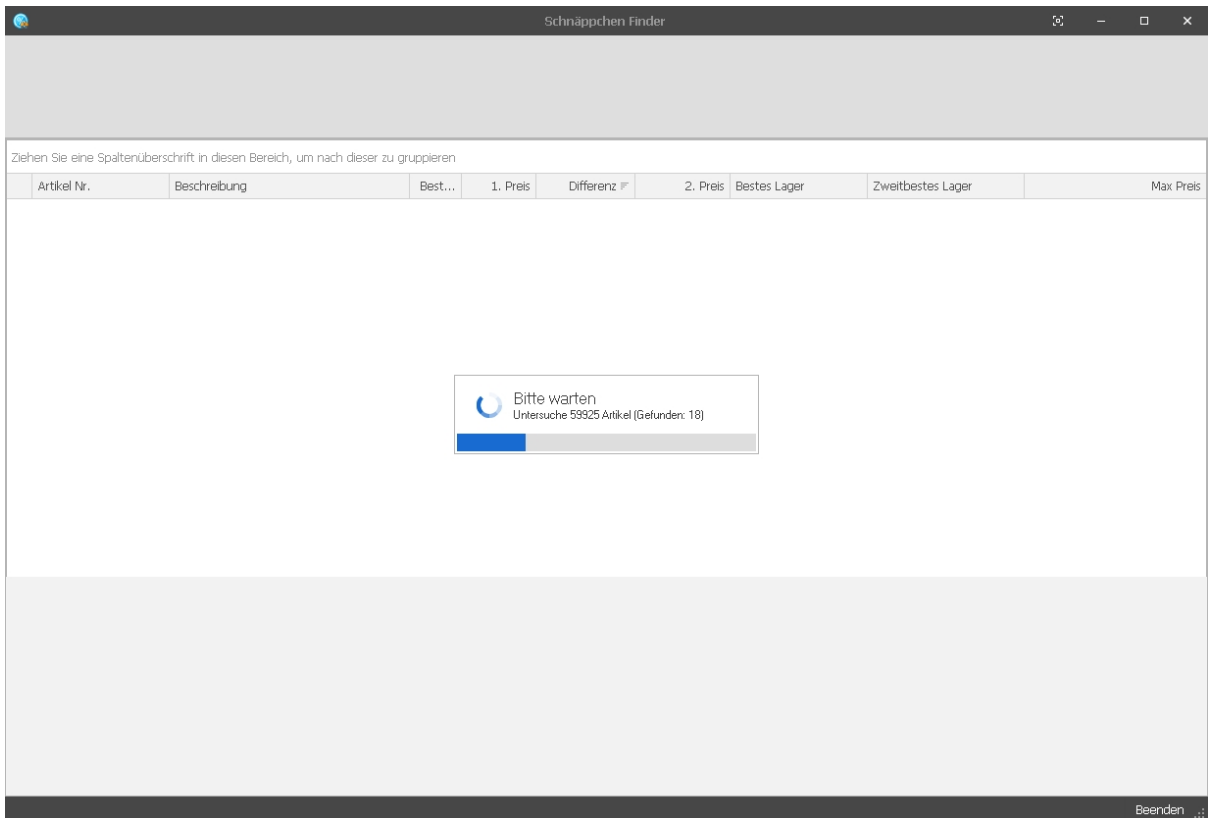 Schnäppchen Finder
Ziehen Sie eine Spaltenüberschrift in diesen Bereich, um nach dieser zu gruppieren
Artikel Nr. Beschreibung Best... 1. Preis Differenz 2. Preis Bestes Lager Zweitbestes Lager Max Preis
Bitte warten
Untersuche 59925 Artikel (Gefunden: 18)
Beenden